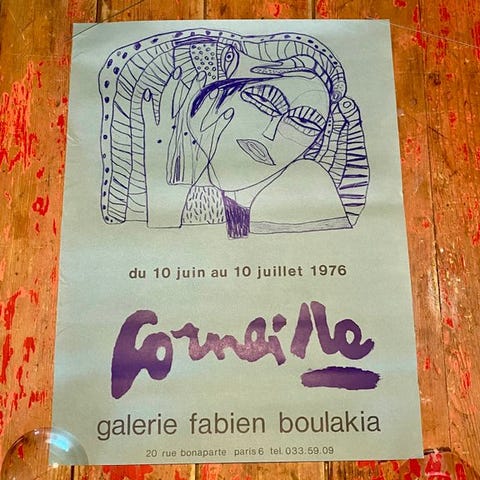 du 10 juin au 10 juillet 1976
Corneille
galerie fabien boulakia
20 rue bonaparte paris 6 tel. 033.59.09